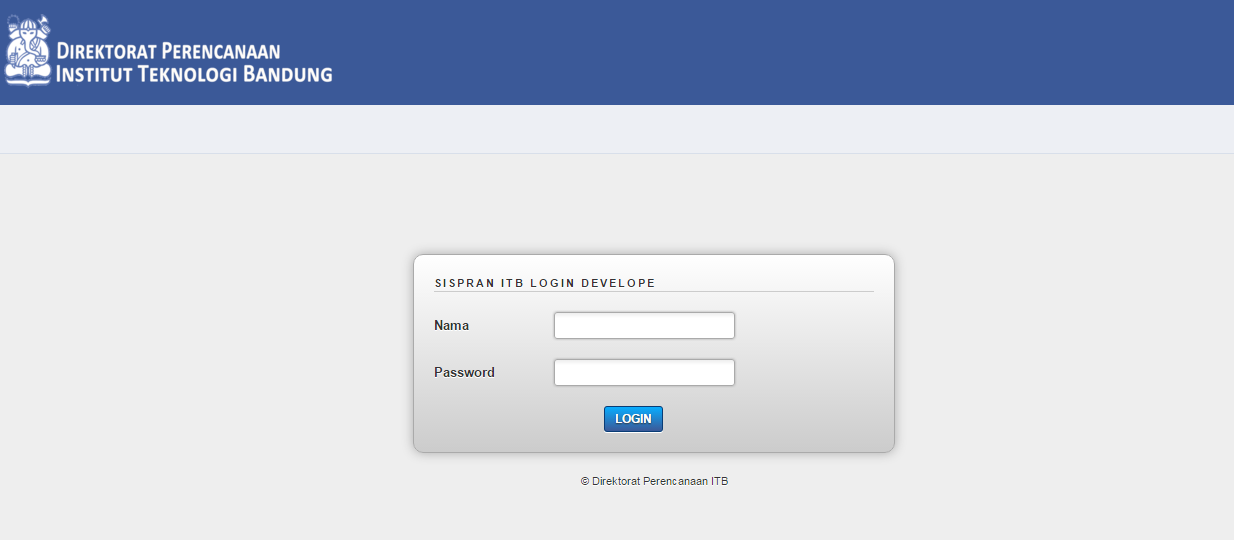 DIREKTORAT PERENCANAAN
INSTITUT TEKNOLOGI BANDUNG
SISPRAN ITB LOGIN DEVELOPE
Nama
Password
LOGIN
© Direktorat Perencanaan ITB